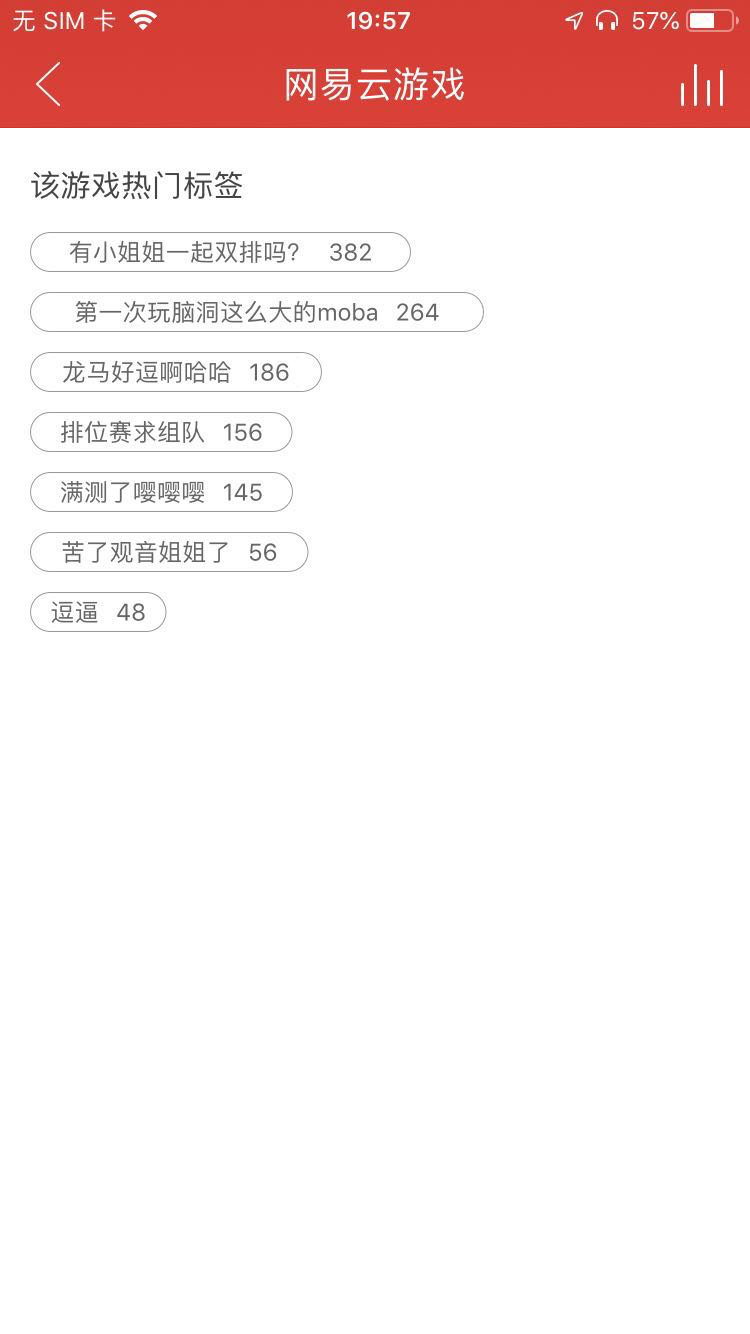 无 SIM 卡 19:57 57%
网易云游戏
该游戏热门标签
有小姐姐一起双排吗? 382
第一次玩脑洞这么大的moba 264
龙马好逗啊哈哈 186
排位赛求组队 156
满测了嘤嘤嘤 145
苦了观音姐姐了 56
逗逼 48